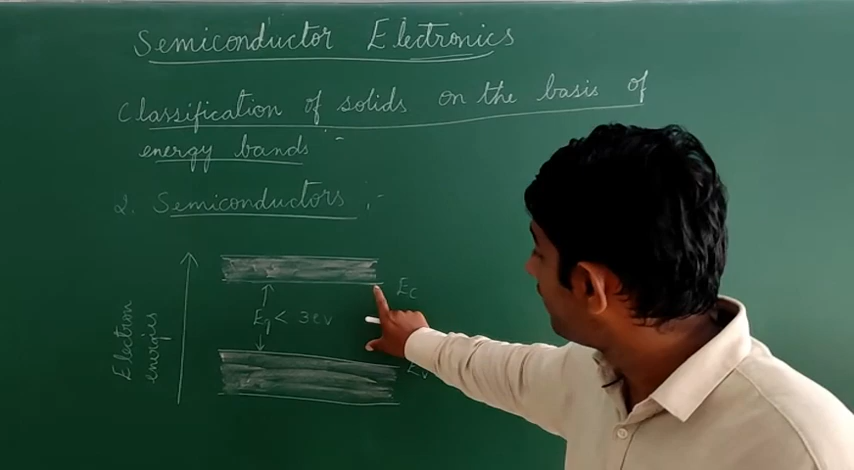 Semiconductor Electronics
Classification of solids on the basis of
energy bands :-
2. Semiconductors :-
Ec
Eg < 3ev
Ev
Electron
energies